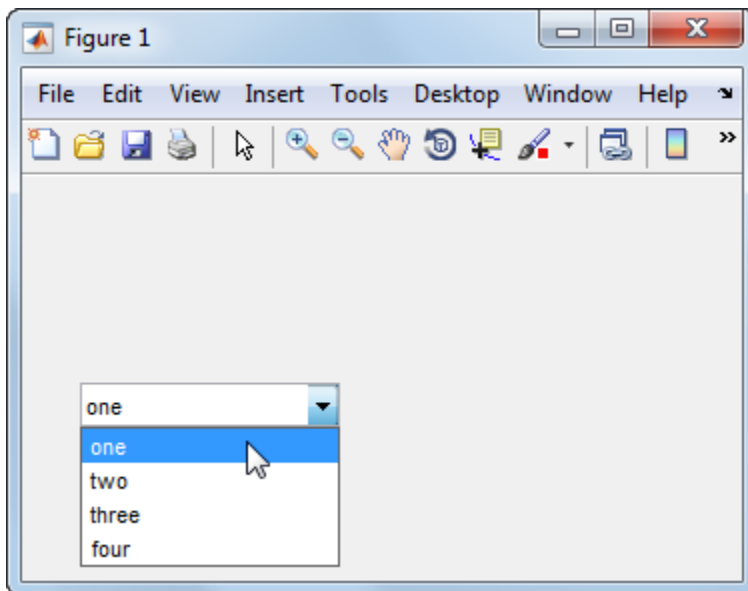 Figure 1
File Edit View Insert Tools Desktop Window Help
one
one
two
three
four